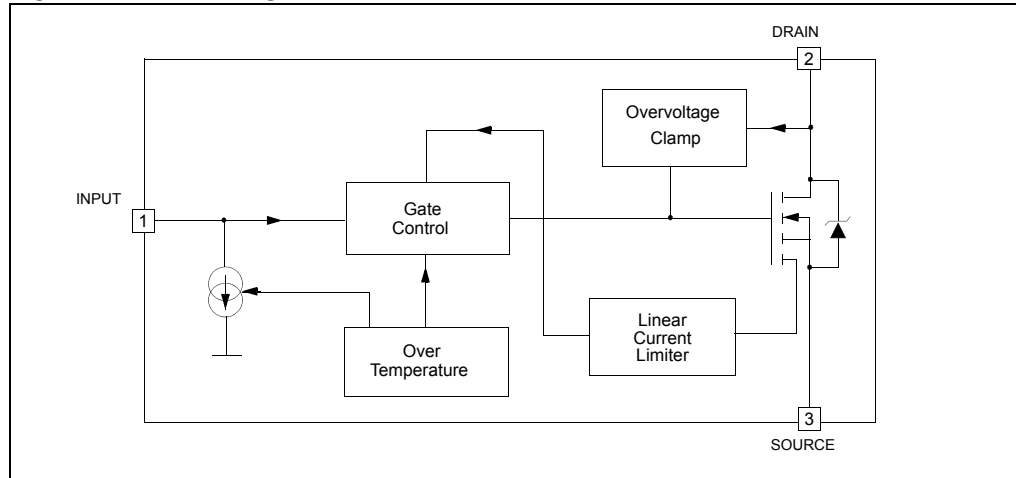 DRAIN
2
Overvoltage
Clamp
INPUT
1
Gate
Control
Over
Temperature
Linear
Current
Limiter
3
SOURCE